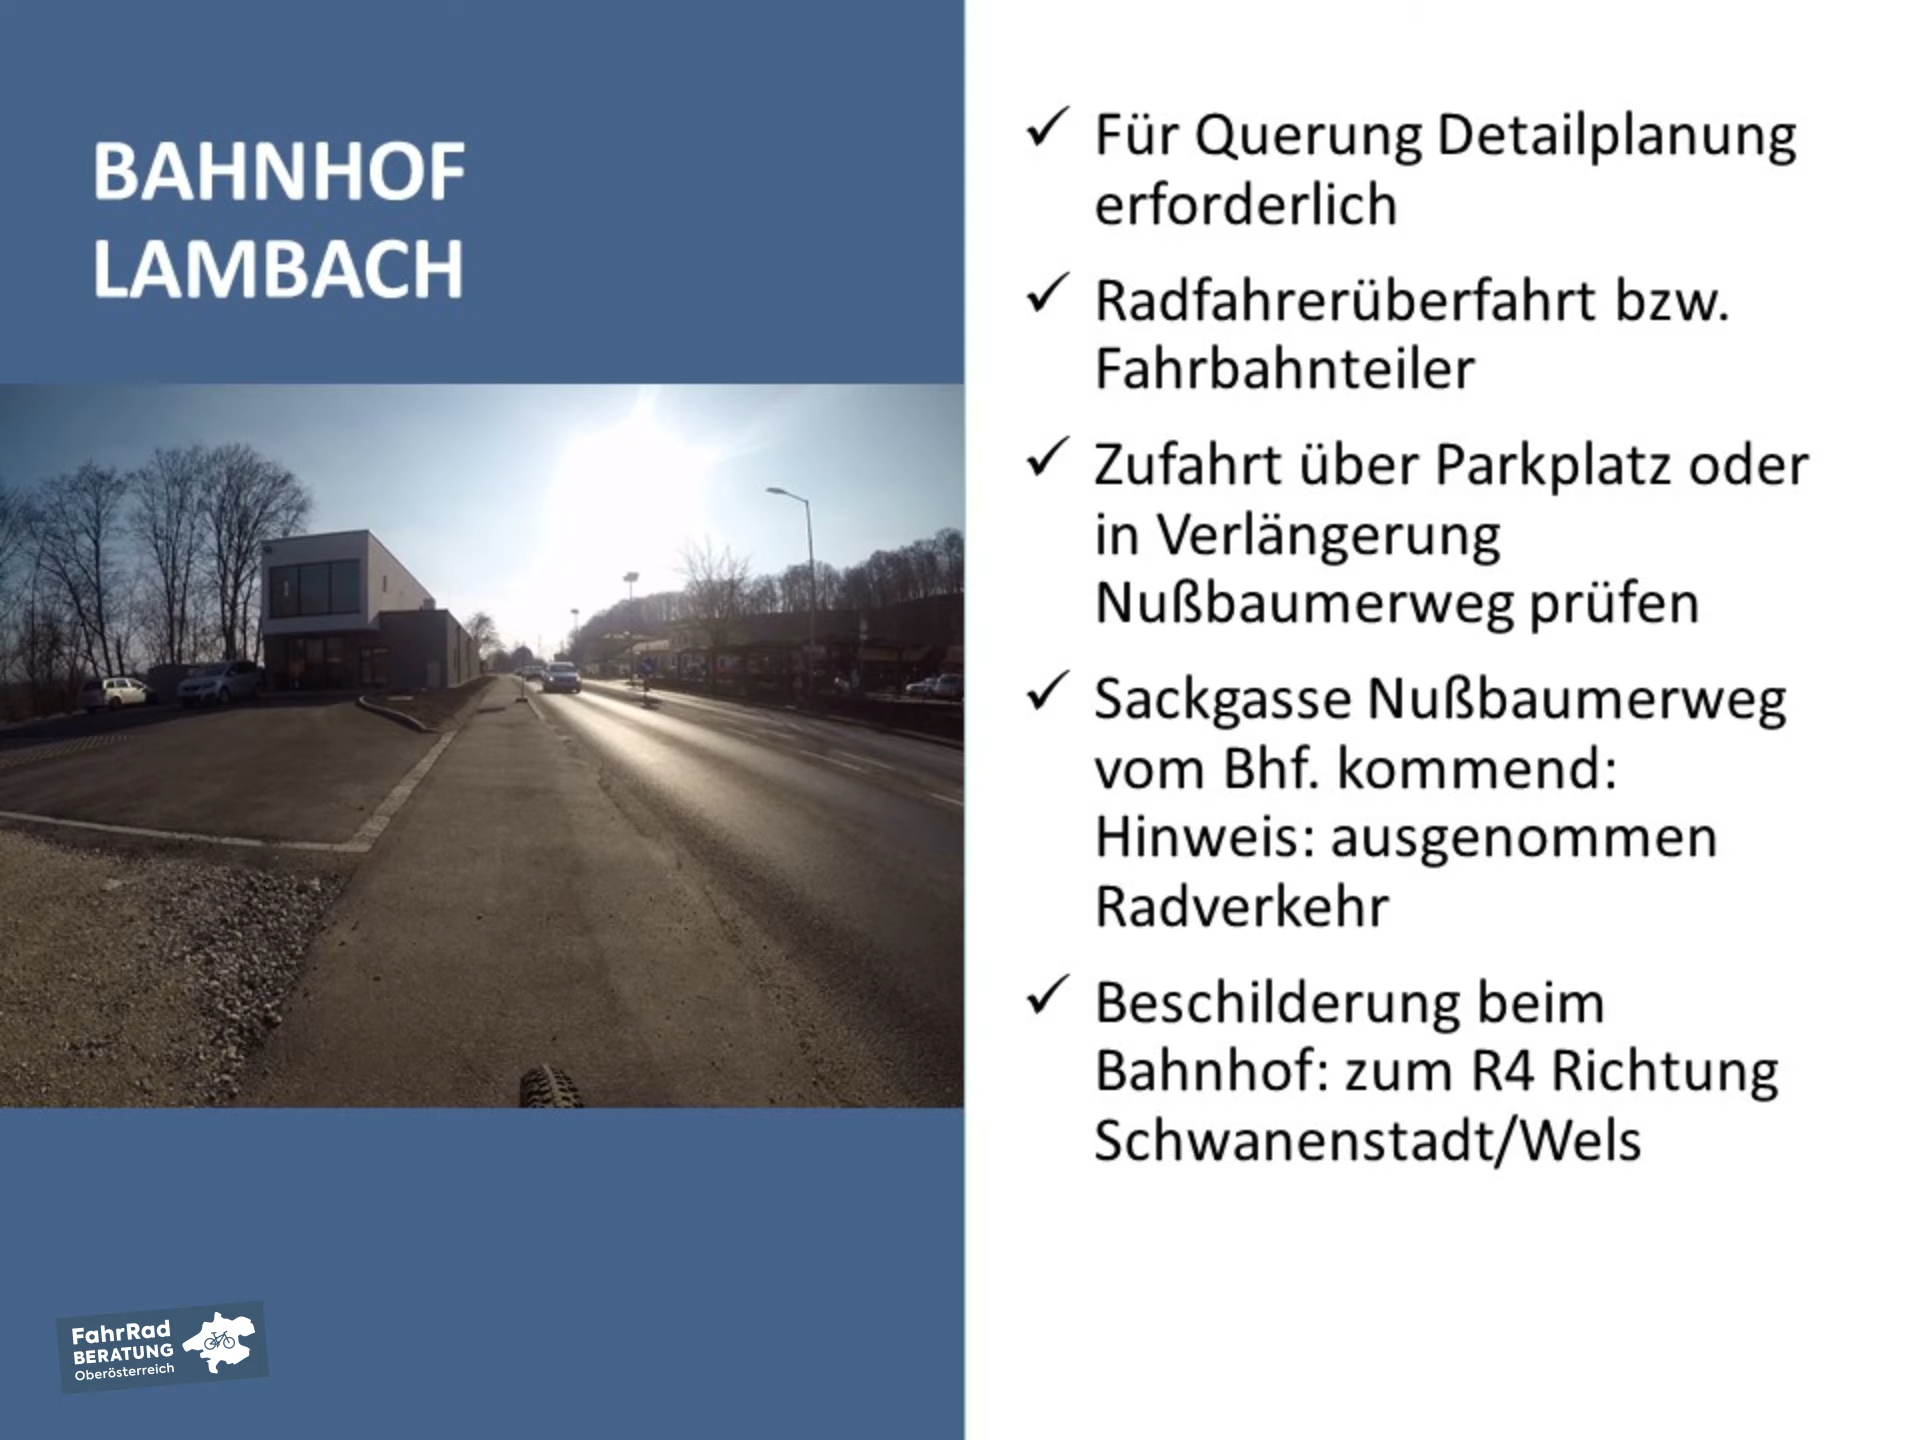 BAHNHOF
LAMBACH
✓ Für Querung Detailplanung
erforderlich
✓ Radfahrerüberfahrt bzw.
Fahrbahnteiler
✓ Zufahrt über Parkplatz oder
in Verlängerung
Nußbaumerweg prüfen
✓ Sackgasse Nußbaumerweg
vom Bhf. kommend:
Hinweis: ausgenommen
Radverkehr
✓ Beschilderung beim
Bahnhof: zum R4 Richtung
Schwanenstadt/Wels
FahrRad
BERATUNG
Oberösterreich